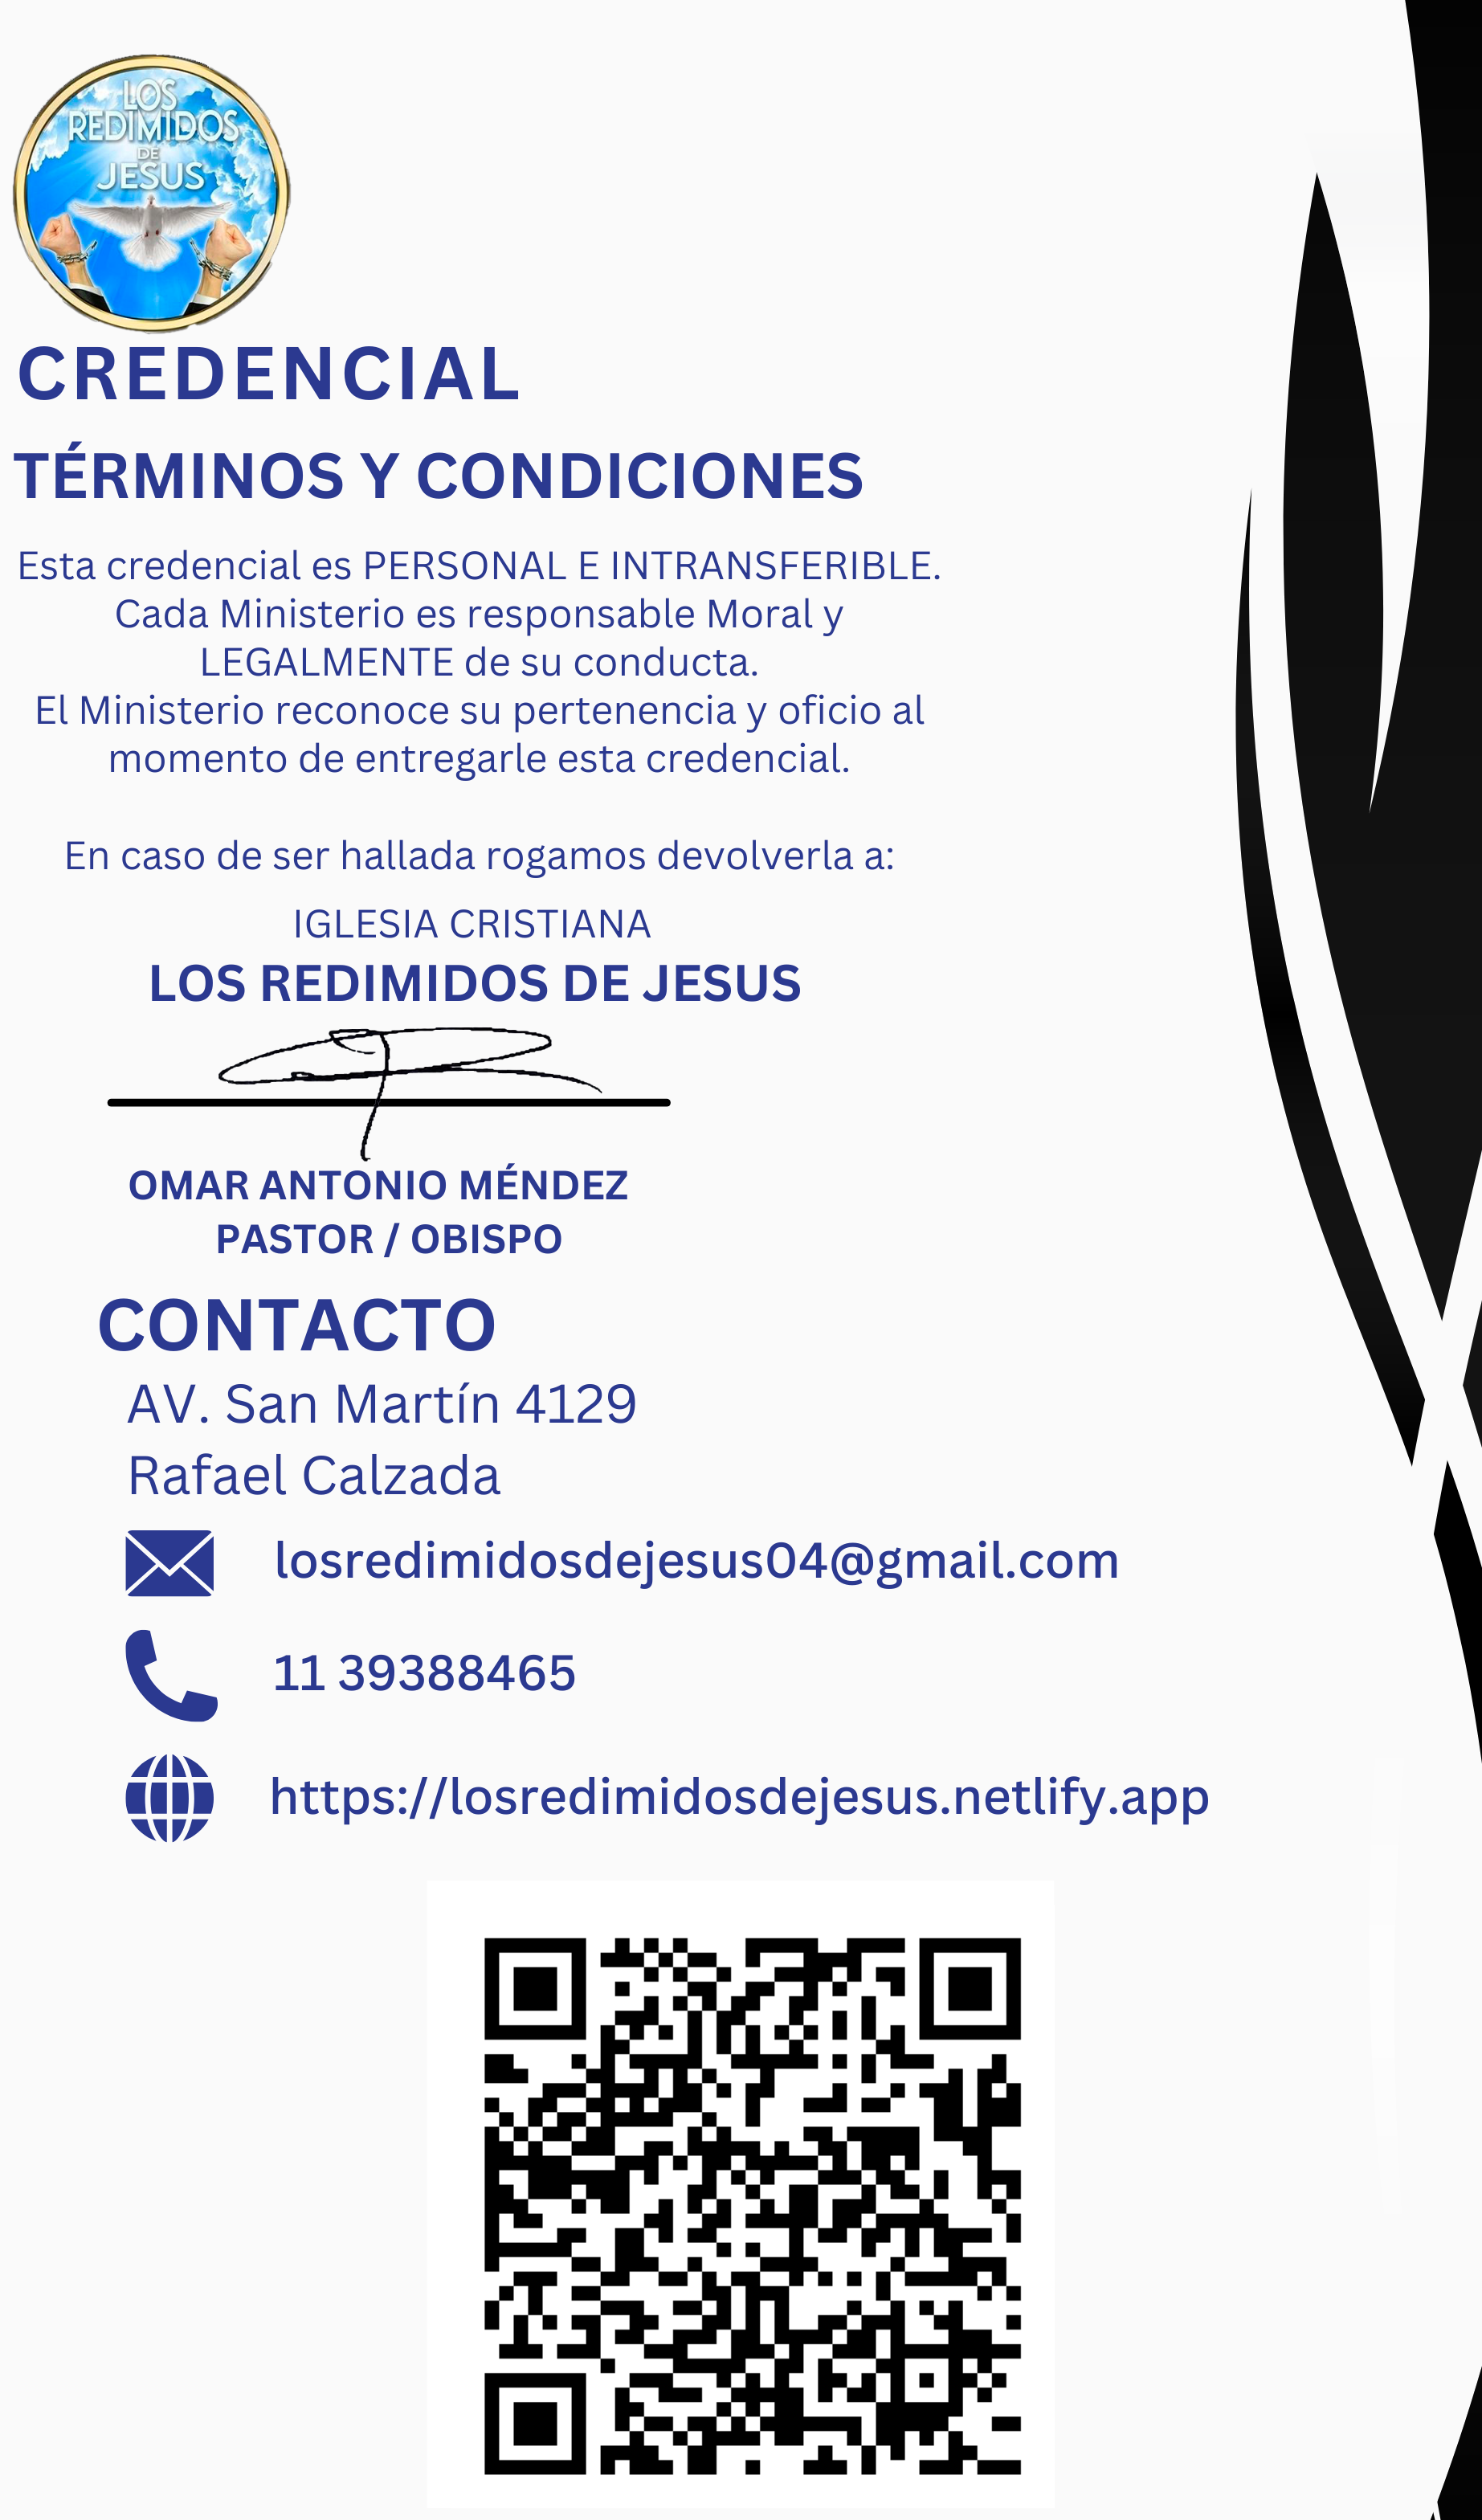 LOS
REDIMIDOS
DE
JESUS
CREDENCIAL
TÉRMINOS Y CONDICIONES
Esta credencial es PERSONAL E INTRANSFERIBLE.
Cada Ministerio es responsable Moral y
LEGALMENTE de su conducta.
El Ministerio reconoce su pertenencia y oficio al
momento de entregarle esta credencial.
En caso de ser hallada rogamos devolverla a:
IGLESIA CRISTIANA
LOS REDIMIDOS DE JESUS
OMAR ANTONIO MÉNDEZ
PASTOR / OBISPO
CONTACTO
AV. San Martín 4129
Rafael Calzada
losredimidosdejesus04@gmail.com
11 39388465
https://losredimidosdejesus.netlify.app